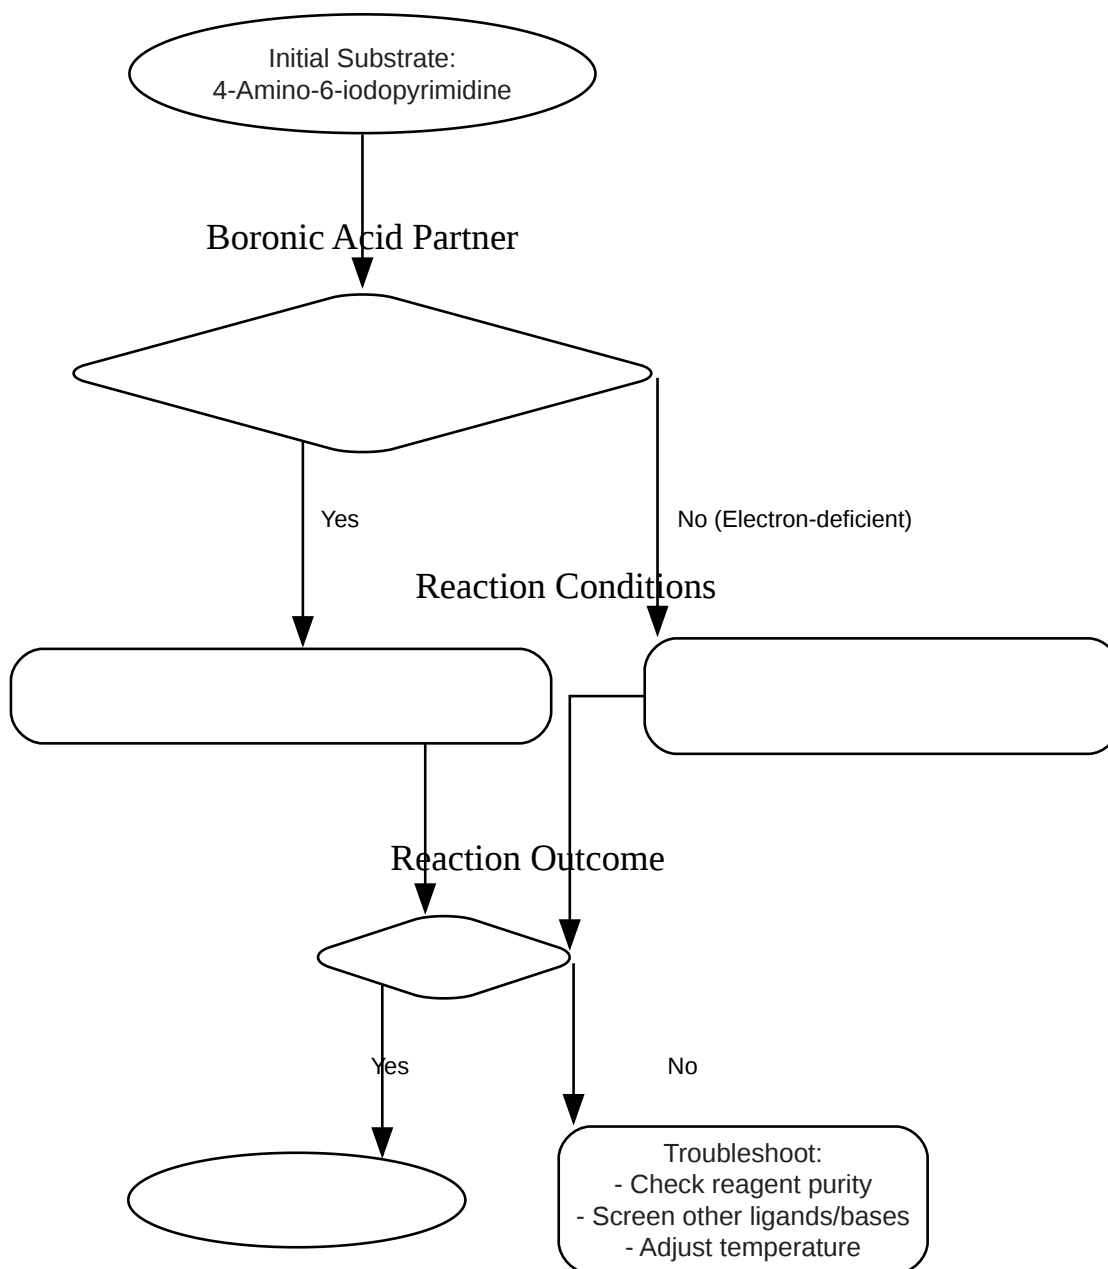 Initial Substrate:
4-Amino-6-iodopyrimidine
Boronic Acid Partner
Yes
No (Electron-deficient)
Reaction Conditions
Reaction Outcome
Yes
No
Troubleshoot:
- Check reagent purity
- Screen other ligands/bases
- Adjust temperature